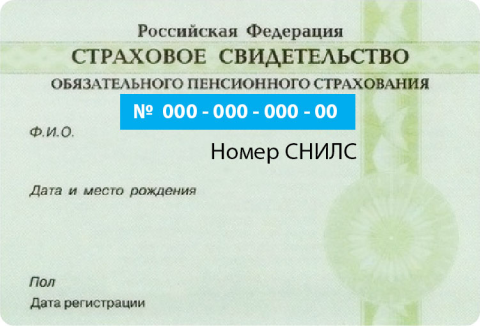 Российская Федерация
СТРАХОВОЕ СВИДЕТЕЛЬСТВО
ОБЯЗАТЕЛЬНОГО ПЕНСИОННОГО СТРАХОВАНИЯ
№ 000 - 000 - 000 - 00
Ф.И.О.
Номер СНИЛС
Дата и место рождения
Пол
Дата регистрации